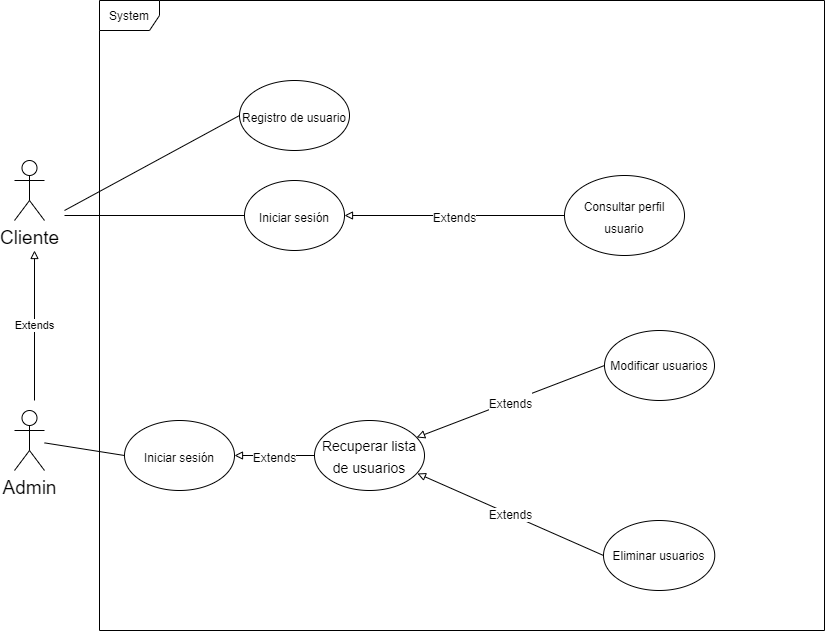 System
Registro de usuario
Cliente
Iniciar sesión
Extends
Consultar perfil
usuario
Extends
Modificar usuarios
Extends
Admin
Iniciar sesión
Extends
Recuperar lista
de usuarios
Extends
Eliminar usuarios